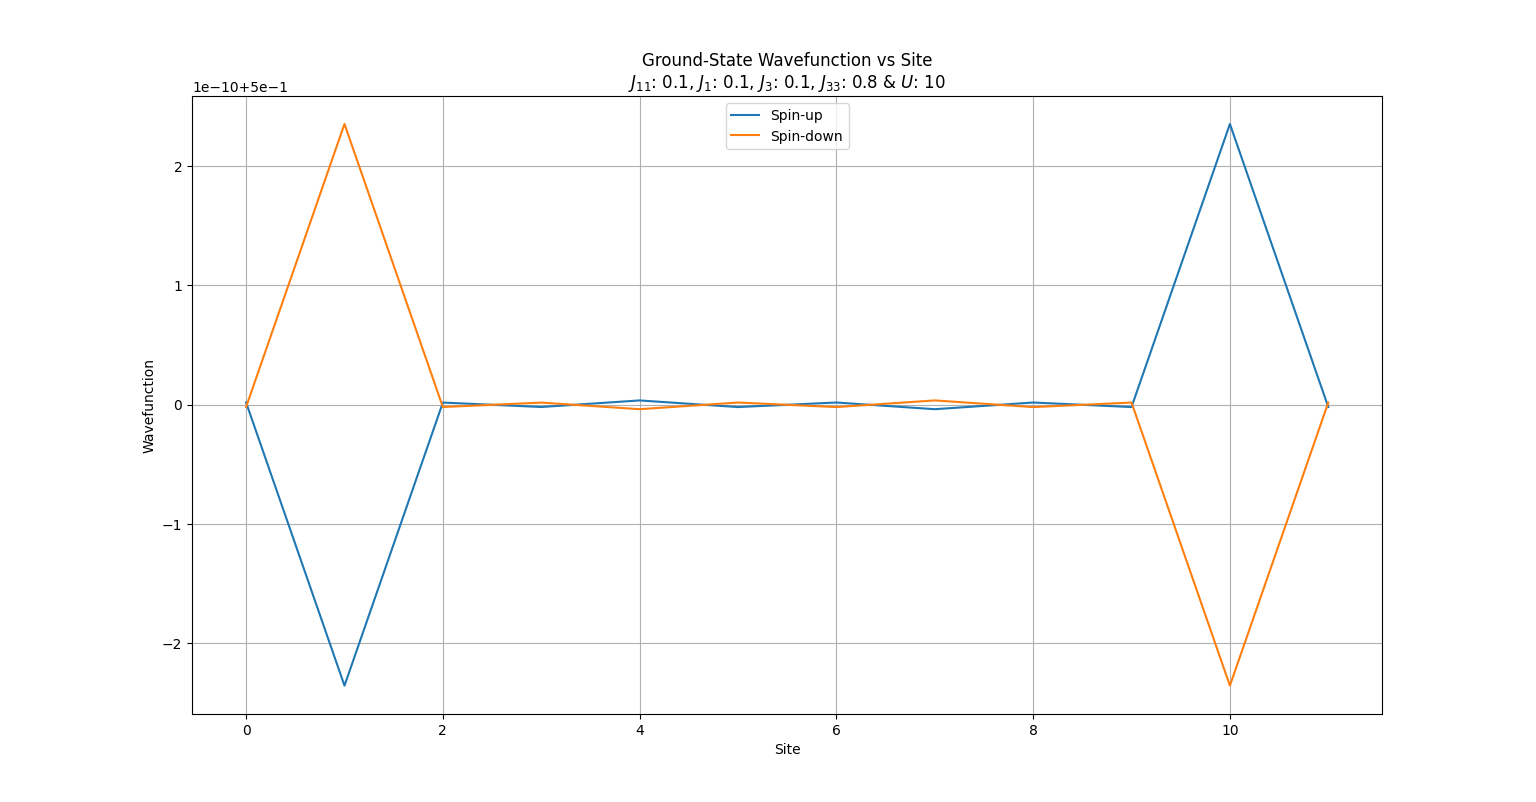 Ground-State Wavefunction vs Site
J₁₁: 0.1, J₁: 0.1, J₃: 0.1, J₃₃: 0.8 & U: 10
1e−10+5e−1
Spin-up
Spin-down
2
1
0
−1
−2
Wavefunction
0
2
4
6
8
10
Site